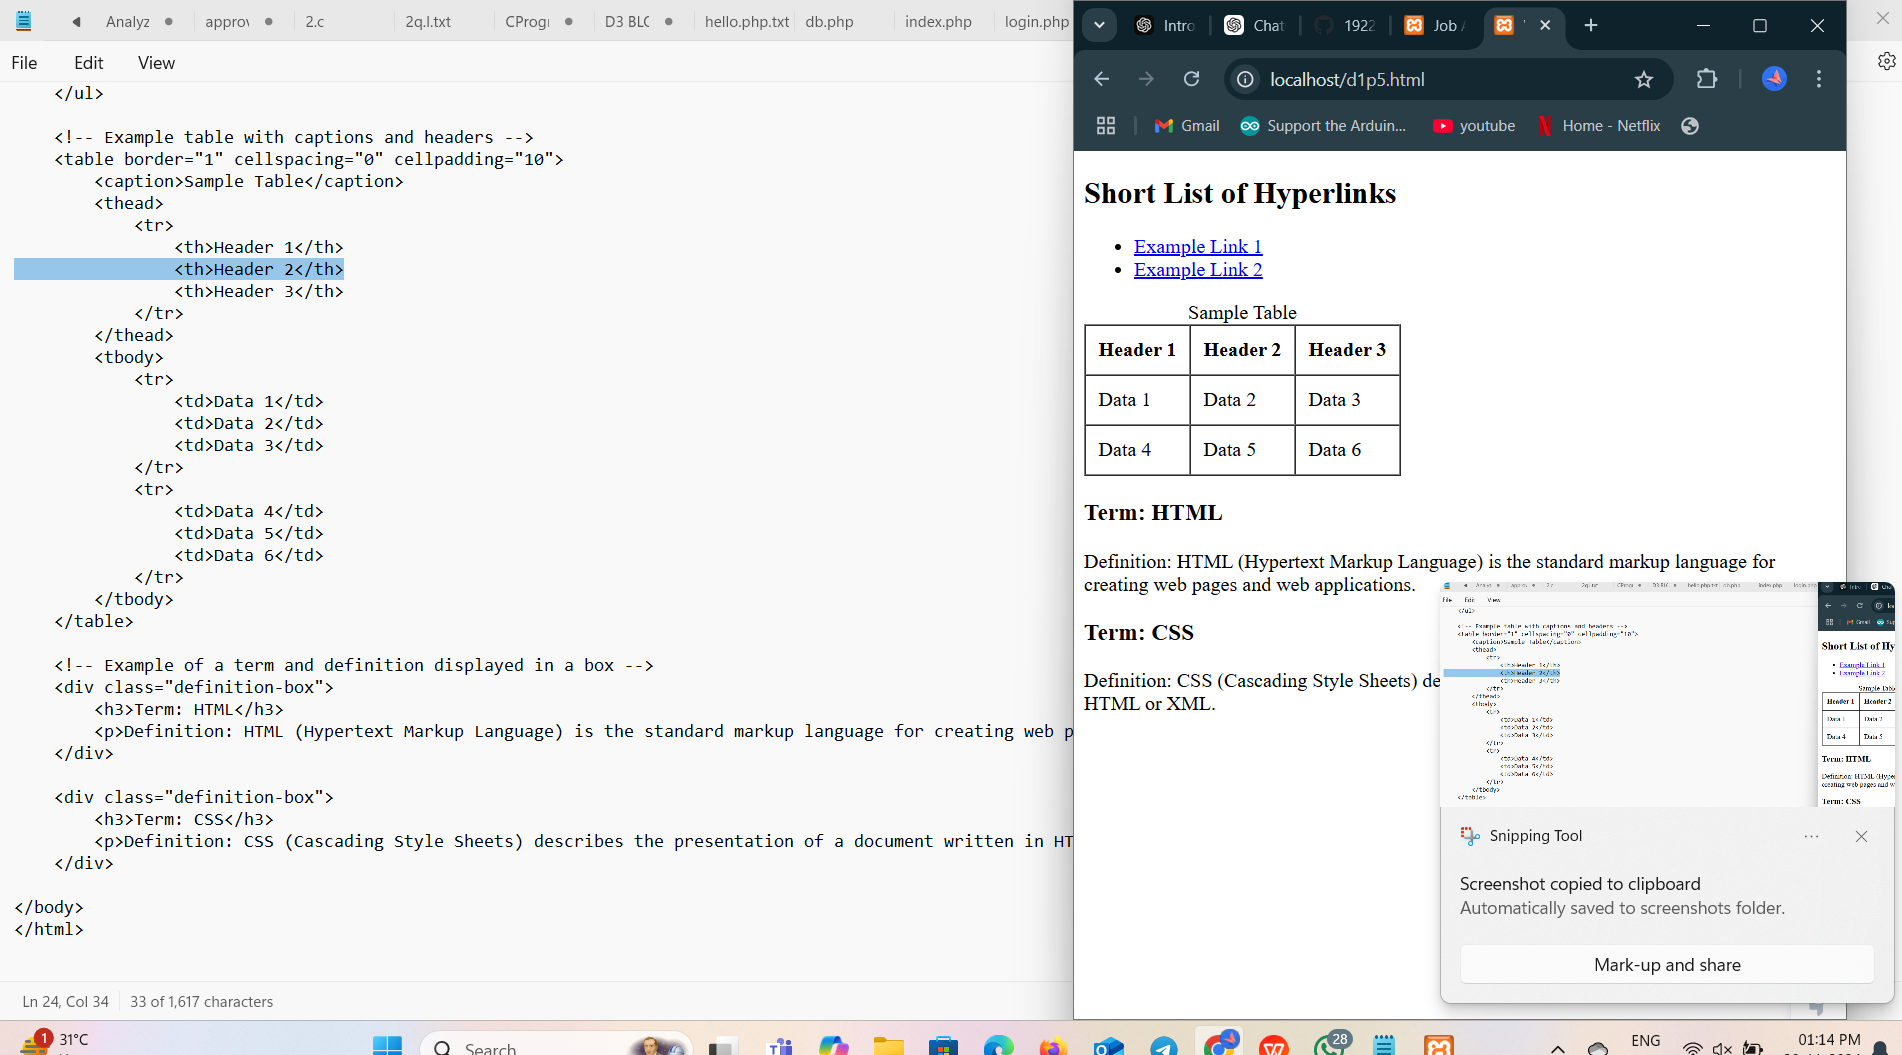 Analyz
approv
2.c
2q.l.txt
CProgr
D3 BLO
hello.php.txt
db.php
index.php
login.php
File Edit View
</ul>
<!-- Example table with captions and headers -->
<table border="1" cellspacing="0" cellpadding="10">
<caption>Sample Table</caption>
<thead>
<tr>
<th>Header 1</th>
<th>Header 2</th>
<th>Header 3</th>
</tr>
</thead>
<tbody>
<tr>
<td>Data 1</td>
<td>Data 2</td>
<td>Data 3</td>
</tr>
<tr>
<td>Data 4</td>
<td>Data 5</td>
<td>Data 6</td>
</tr>
</tbody>
</table>
<!-- Example of a term and definition displayed in a box -->
<div class="definition-box">
<h3>Term: HTML</h3>
<p>Definition: HTML (Hypertext Markup Language) is the standard markup language for creating web p
</div>
<div class="definition-box">
<h3>Term: CSS</h3>
<p>Definition: CSS (Cascading Style Sheets) describes the presentation of a document written in HT
</div>
</body>
</html>
Ln 24, Col 34 33 of 1,617 characters
Intro
Chat
1922
Job A
localhost/d1p5.html
Gmail Support the Arduin... youtube Home - Netflix
Short List of Hyperlinks
Example Link 1
Example Link 2
Sample Table
Header 1 Header 2 Header 3
Data 1 Data 2 Data 3
Data 4 Data 5 Data 6
Term: HTML
Definition: HTML (Hypertext Markup Language) is the standard markup language for
creating web pages and web applications.
Term: CSS
Definition: CSS (Cascading Style Sheets) de
HTML or XML.
Snipping Tool
Screenshot copied to clipboard
Automatically saved to screenshots folder.
Mark-up and share
1
31°C
Search
28
ENG
01:14 PM